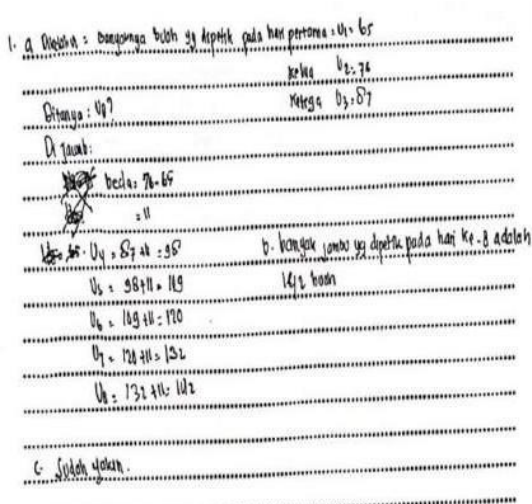 1. a Diketahui : banyaknya buah yg dipetik pada hari pertama = U1 = 65
kedua U2 = 76
Ketiga U3 = 87
Ditanya : U8?
Di jawab:
beda = 76-65
= 11
U4 = 87+11 = 98
U5 = 98+11 = 109
U6 = 109+11 = 120
U7 = 120+11 = 132
U8 = 132+11 = 142
b. banyak jambu yg dipetik pada hari ke-8 adalah
142 buah
c. Sudah yakin.